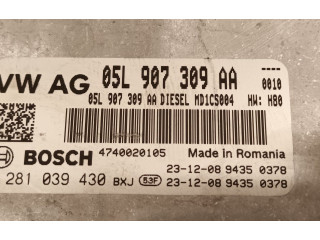 VW AG 05L 907 309 AA 0010
05L 907 309 AA DIESEL MD1CS004 HW: H80
BOSCH 4740020105 Made in Romania
23-12-08 9435 0378
281 039 430 BXJ 53F 23-12-08 9435 0378